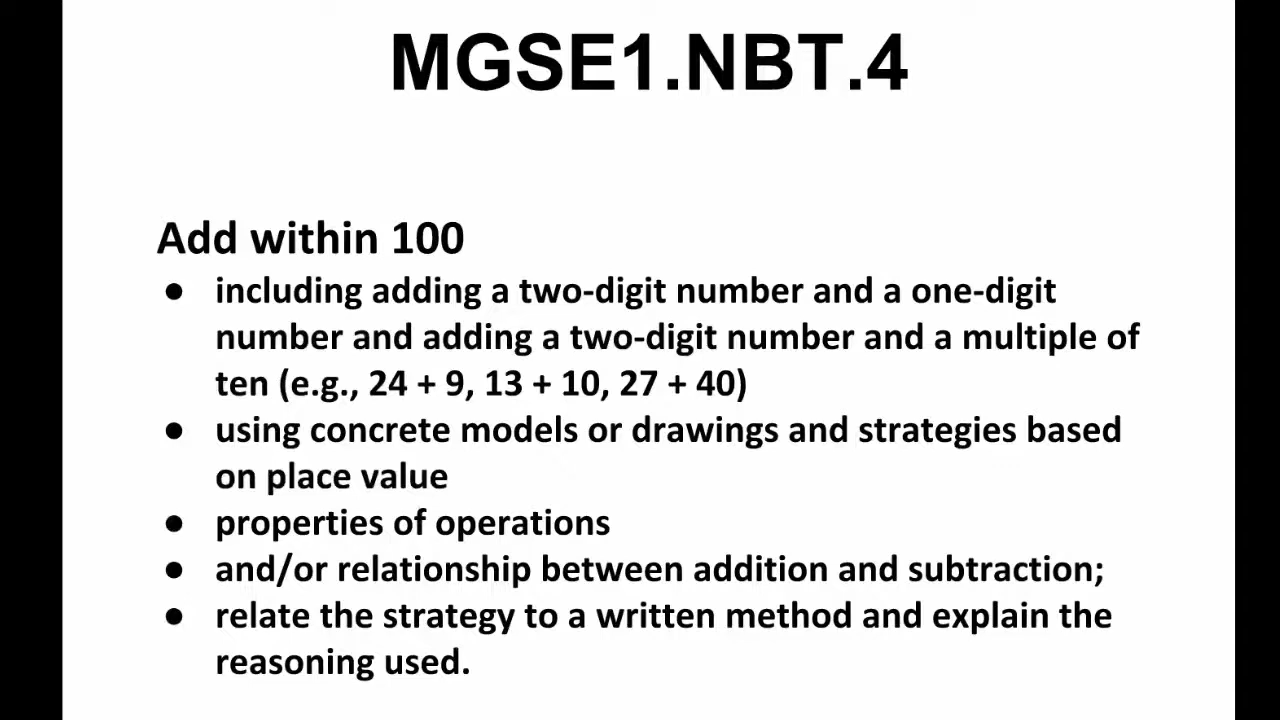 MGSE1.NBT.4
Add within 100
● including adding a two-digit number and a one-digit
number and adding a two-digit number and a multiple of
ten (e.g., 24 + 9, 13 + 10, 27 + 40)
● using concrete models or drawings and strategies based
on place value
● properties of operations
● and/or relationship between addition and subtraction;
● relate the strategy to a written method and explain the
reasoning used.